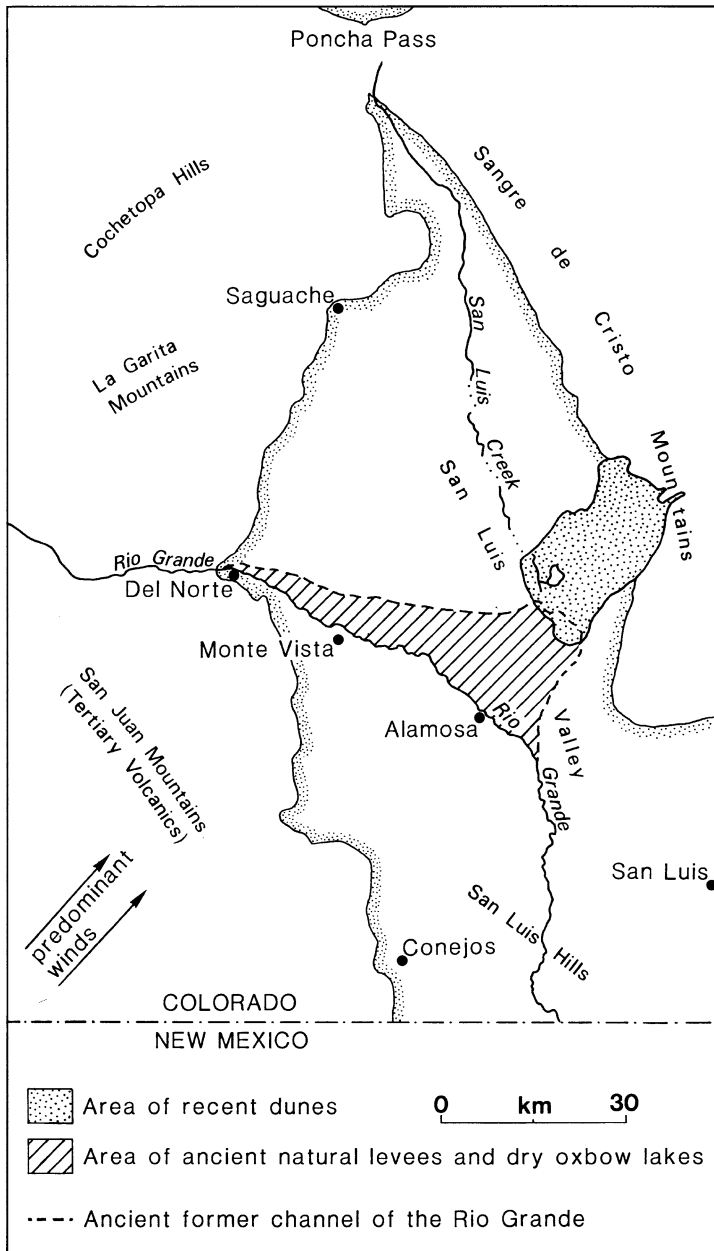 Poncha Pass
Sangre de Cristo Mountains
Cochetopa Hills
Saguache
La Garita
Mountains
San Luis Creek
San Luis Valley
Rio Grande
Del Norte
Monte Vista
San Juan Mountains
(Tertiary Volcanics)
Alamosa
Rio Grande
predominant
winds
San Luis
San Luis Hills
Conejos
COLORADO
NEW MEXICO
Area of recent dunes
0 km 30
Area of ancient natural levees and dry oxbow lakes
Ancient former channel of the Rio Grande